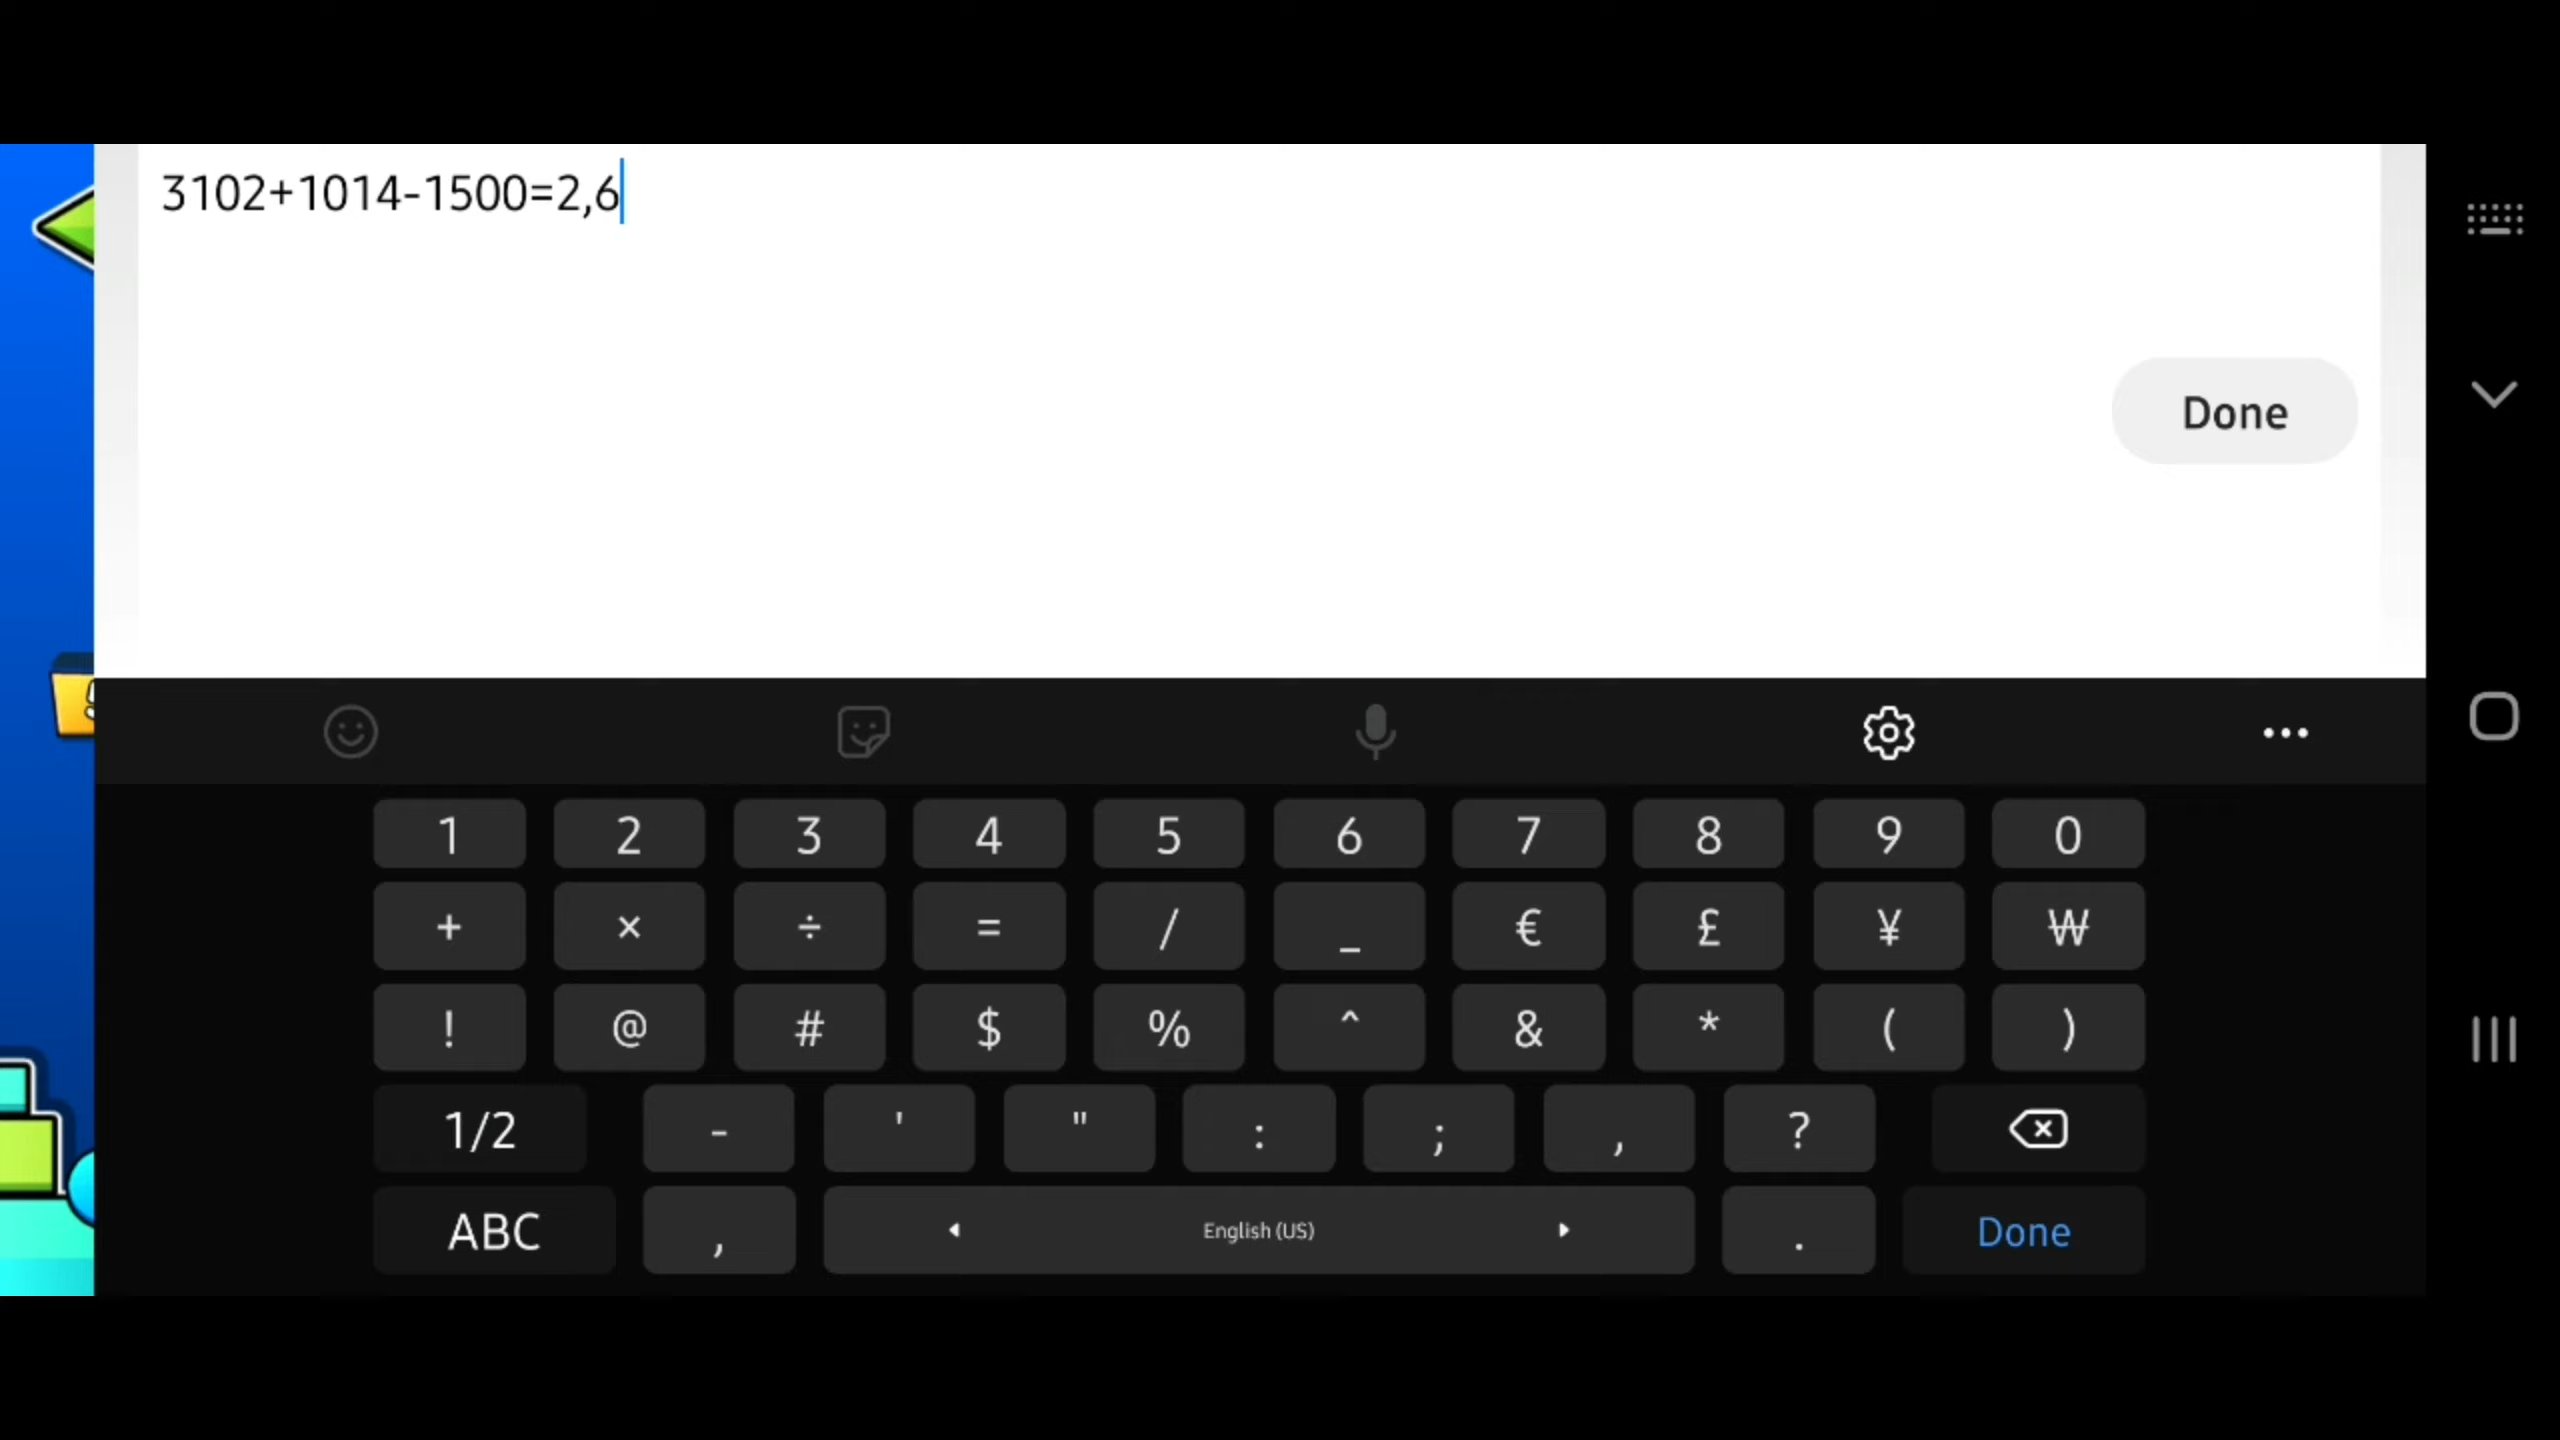 3102+1014-1500=2,6
Done
1 2 3 4 5 6 7 8 9 0
+ × ÷ = / _ € £ ¥ ₩
! @ # $ % ^ & * ( )
1/2 - ' " : ; , ?
ABC , English (US) . Done